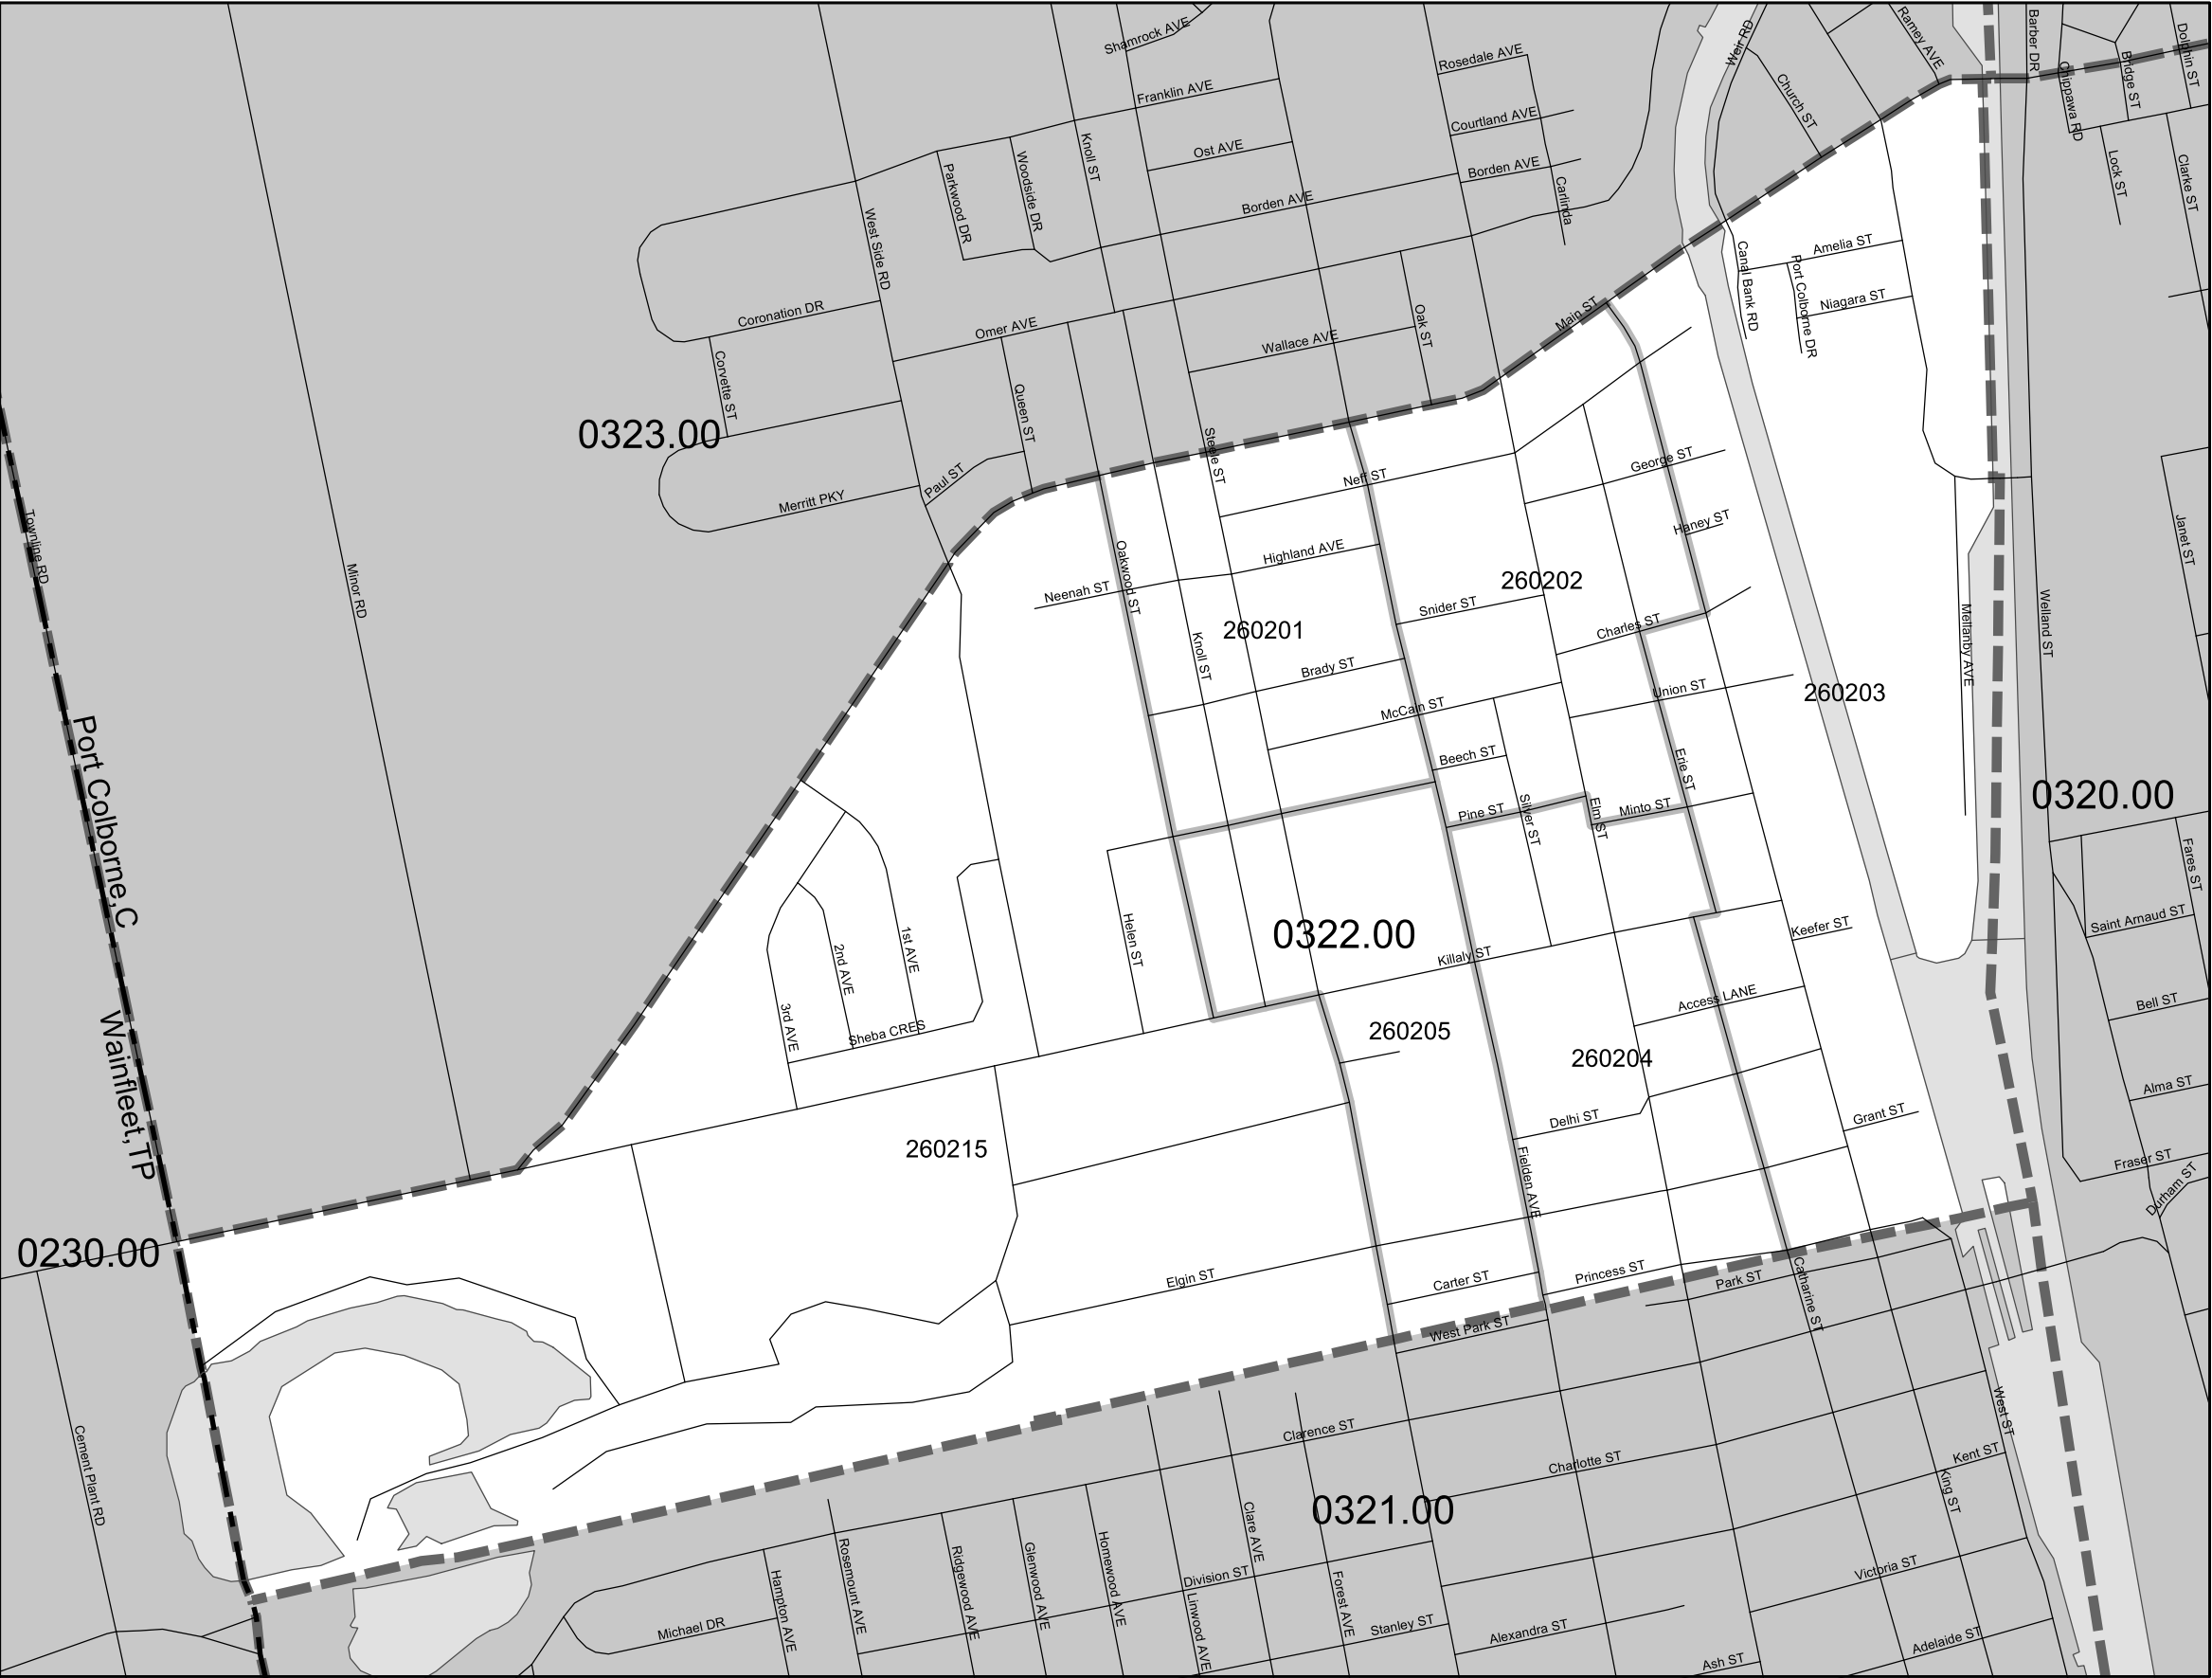 Shamrock AVE
Weir RD
Ramey AVE
Barber DR
Dolphin ST
Rosedale AVE
Bridge ST
Chippawa RD
Franklin AVE
Church ST
Courtland AVE
Knoll ST
Ost AVE
Lock ST
Clarke ST
Woodside DR
Parkwood DR
Borden AVE
Borden AVE
Carlinda
West Side RD
Amelia ST
Canal Bank RD
Port Colborne DR
Niagara ST
Coronation DR
Omer AVE
Main ST
Oak ST
Wallace AVE
Corvette ST
Queen ST
0323.00
Steele ST
George ST
Neff ST
Paul ST
Merritt PKY
Townline RD
Haney ST
Janet ST
Highland AVE
Oakwood ST
Minor RD
Neenah ST
260202
Snider ST
Welland ST
260201
Charles ST
Mellanby AVE
Knoll ST
Brady ST
Union ST
260203
McCain ST
Port Colborne,C
Beech ST
Erie ST
0320.00
Pine ST
Silver ST
Elm ST
Minto ST
Fares ST
0322.00
Saint Arnaud ST
Keefer ST
Helen ST
1st AVE
2nd AVE
Killaly ST
Access LANE
Bell ST
3rd AVE
Sheba CRES
260205
260204
Wainfleet,TP
Alma ST
Delhi ST
Grant ST
260215
Fielden AVE
Fraser ST
Durham ST
0230.00
Elgin ST
Carter ST
Princess ST
Park ST
Catharine ST
West Park ST
Clarence ST
West ST
Cement Plant RD
Charlotte ST
Kent ST
King ST
0321.00
Clare AVE
Homewood AVE
Glenwood AVE
Ridgewood AVE
Rosemount AVE
Hampton AVE
Division ST
Linwood AVE
Forest AVE
Victoria ST
Michael DR
Stanley ST
Alexandra ST
Adelaide ST
Ash ST